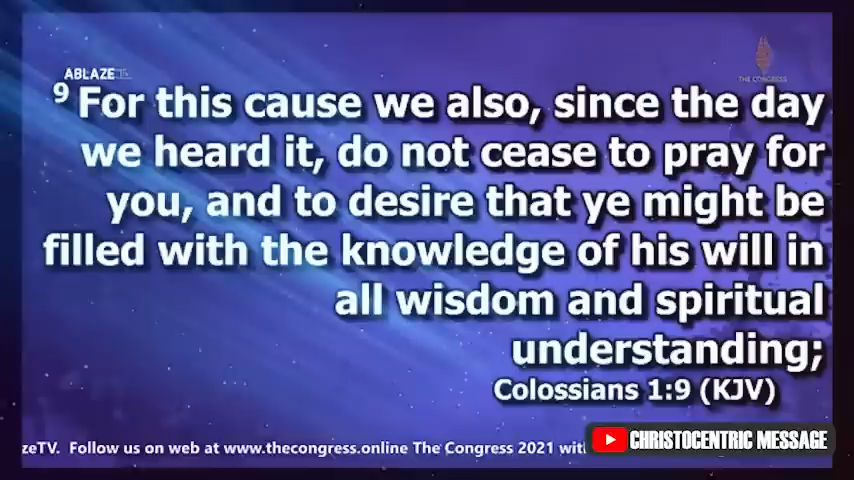 ABLAZE TV
THE CONGRESS
9 For this cause we also, since the day
we heard it, do not cease to pray for
you, and to desire that ye might be
filled with the knowledge of his will in
all wisdom and spiritual
understanding;
Colossians 1:9 (KJV)
zeTV. Follow us on web at www.thecongress.online The Congress 2021 wit
CHRISTOCENTRIC MESSAGE